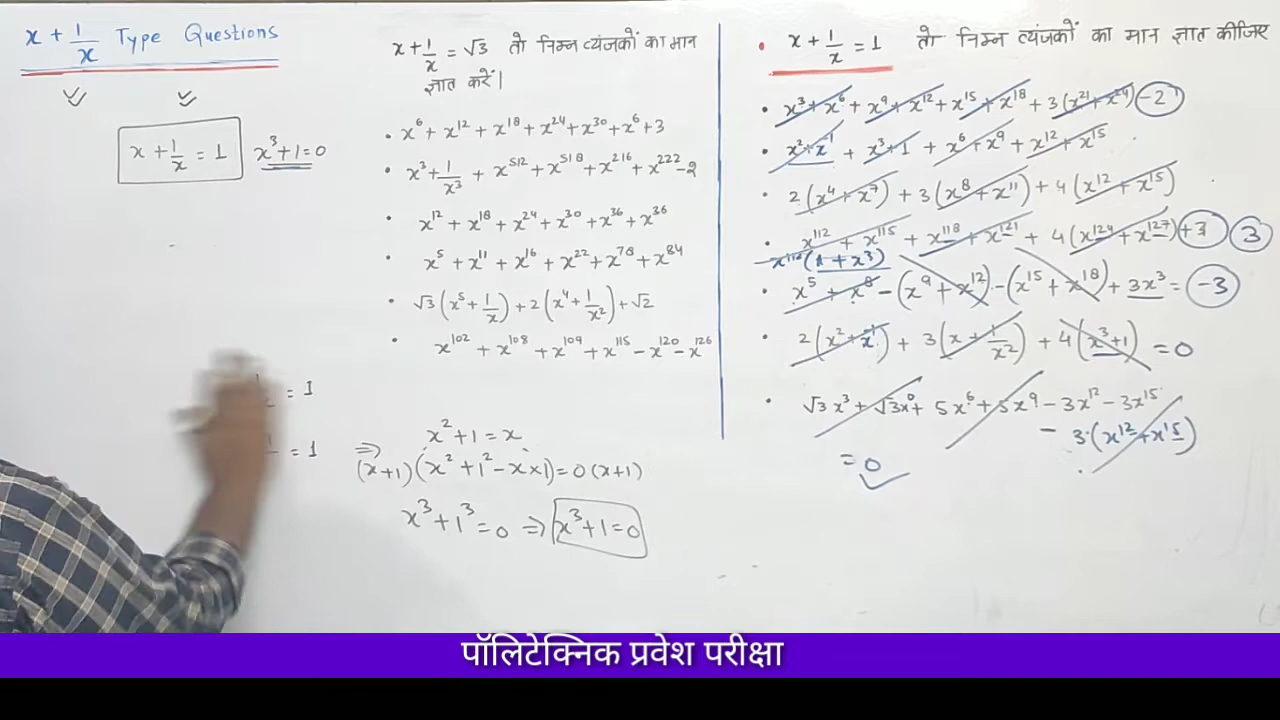 x + 1/x Type Questions
x + 1/x = 1 x³+1=0
= 1
= 1
x + 1/x = √3 तो निम्न व्यंजकों का मान
ज्ञात करें।
• x⁶ + x¹² + x¹⁸ + x²⁴ + x³⁰ + x⁶ + 3
• x³ + 1/x³ + x⁵¹² + x⁵¹⁸ + x²¹⁶ + x²²² - 2
• x¹² + x¹⁸ + x²⁴ + x³⁰ + x³⁶ + x³⁶
• x⁵ + x¹¹ + x¹⁶ + x²² + x⁷⁸ + x⁸⁴
• √3(x⁵ + 1/x) + 2(x⁴ + 1/x²) + √2
• x¹⁰² + x¹⁰⁸ + x¹⁰⁹ + x¹¹⁵ - x¹²⁰ - x¹²⁶
⇒ x² + 1 = x
(x+1)(x² + 1² - x×1) = 0(x+1)
x³ + 1³ = 0 ⇒ x³+1=0
• x + 1/x = 1 तो निम्न व्यंजकों का मान ज्ञात कीजिए
• x³ + x⁶ + x⁹ + x¹² + x¹⁵ + x¹⁸ + 3(x²¹ + x²⁴) -2
• x² + x⁻¹ + x³ + 1 + x⁶ + x⁹ + x¹² + x¹⁵
• 2(x⁴ + x⁷) + 3(x⁸ + x¹¹) + 4(x¹² + x¹⁵)
• x¹¹² + x¹¹⁵ + x¹¹⁸ + x¹²¹ + 4(x¹²⁴ + x¹²⁷) + 3 3
x¹¹²(1 + x³)
• x⁵ + x⁸ - (x⁹ + x¹²) - (x¹⁵ + x¹⁸) + 3x³ = -3
• 2(x² + x⁻¹) + 3(x + 1/x²) + 4(x³+1) = 0
• √3x³ + √3x⁰ + 5x⁶ + 5x⁹ - 3x¹² - 3x¹⁵
- 3·(x¹² + x¹⁵)
= 0
पॉलिटेक्निक प्रवेश परीक्षा